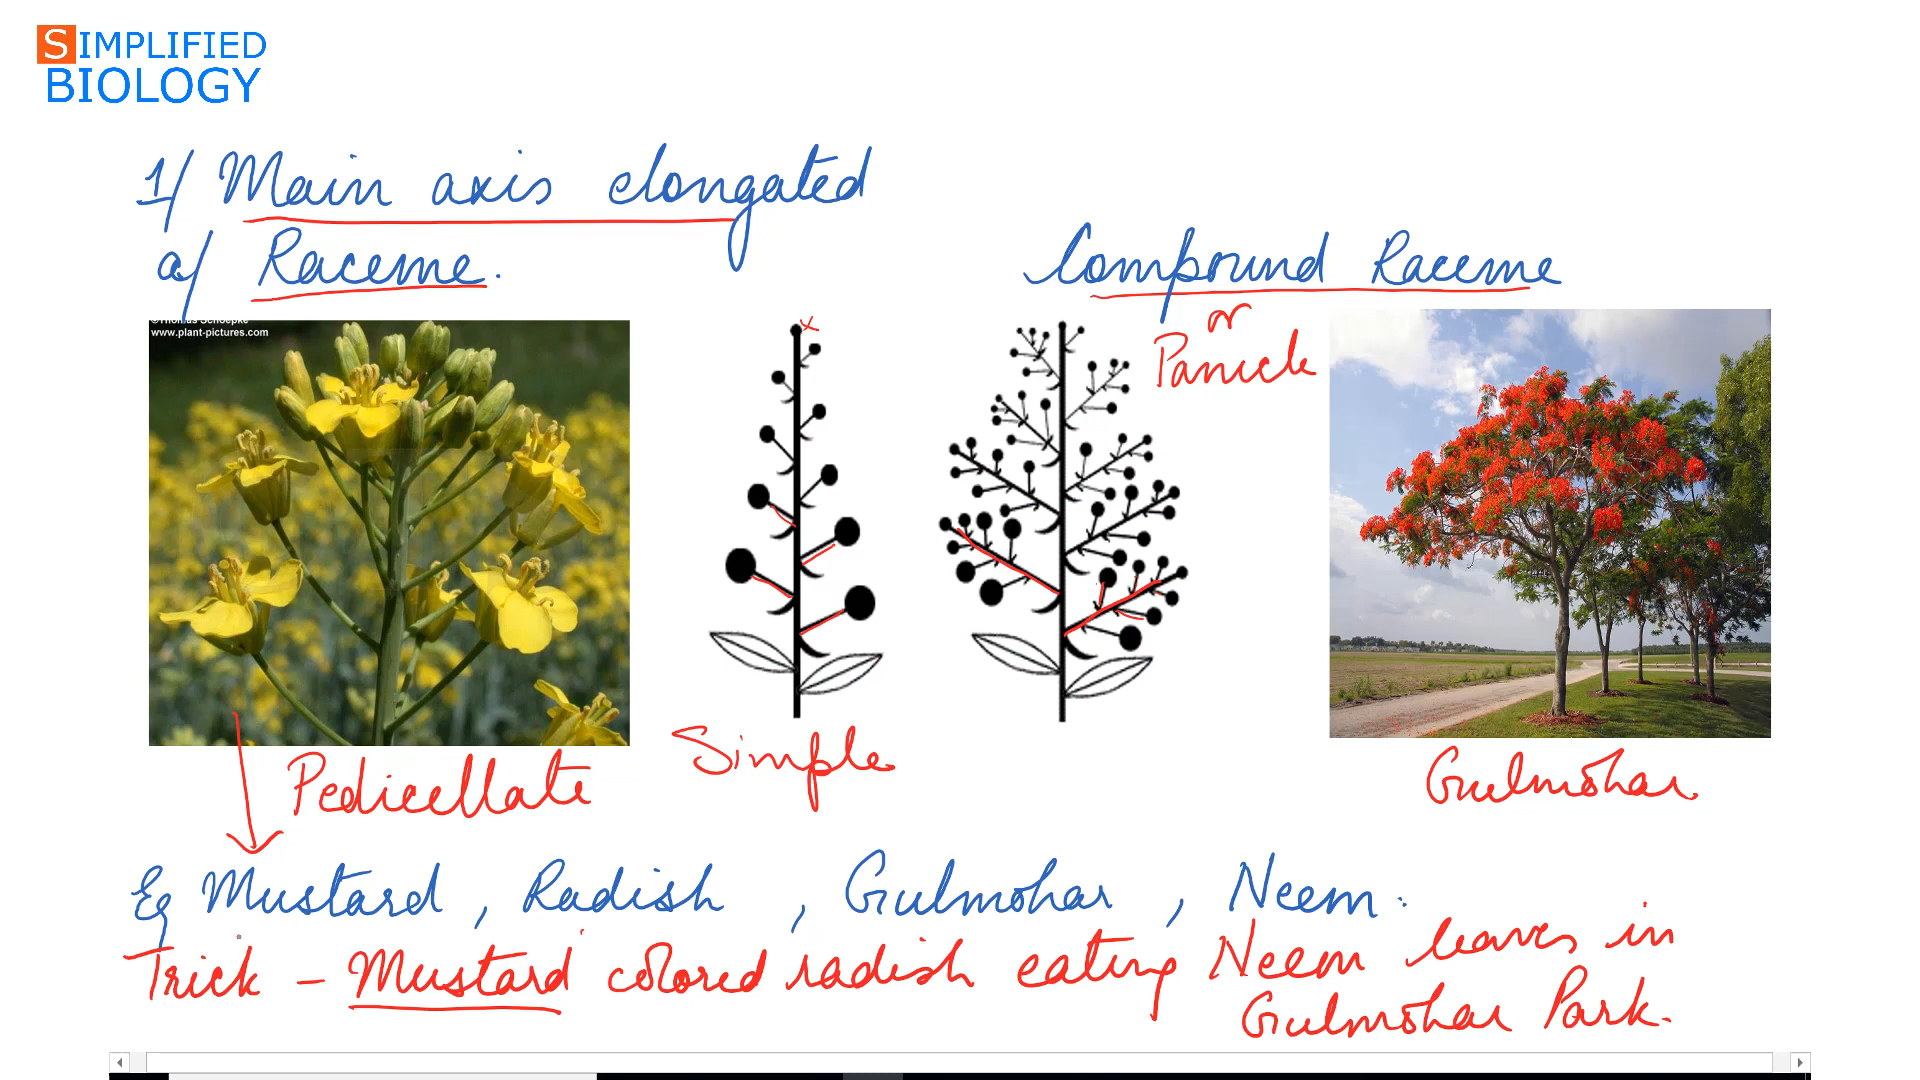 SIMPLIFIED
BIOLOGY
1/ Main axis elongated
a/ Raceme.
Compound Raceme
or
Panicle
www.plant-pictures.com
x
Pedicellate
Simple
Gulmohar
Eg Mustard, Radish, Gulmohar, Neem.
Trick - Mustard colored radish eating Neem leaves in
Gulmohar Park.